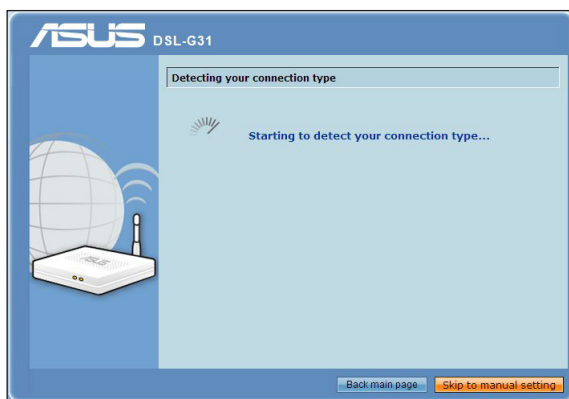 ASUS DSL-G31
Detecting your connection type
Starting to detect your connection type...
ASUS
Back main page Skip to manual setting